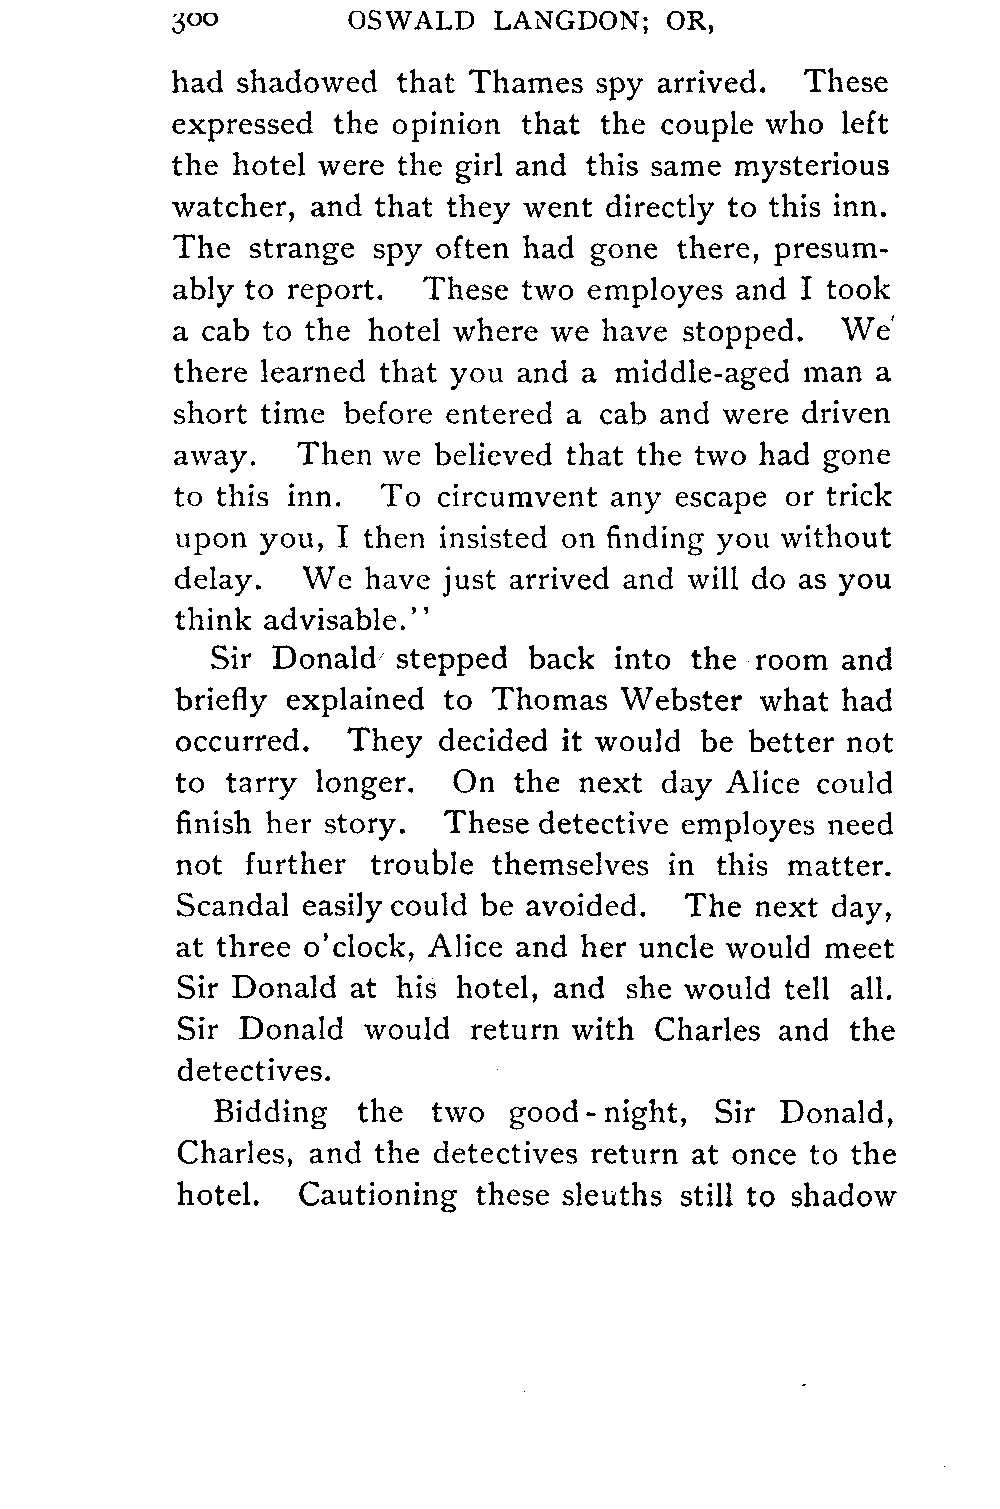 300 OSWALD LANGDON; OR,
had shadowed that Thames spy arrived. These
expressed the opinion that the couple who left
the hotel were the girl and this same mysterious
watcher, and that they went directly to this inn.
The strange spy often had gone there, presum-
ably to report. These two employes and I took
a cab to the hotel where we have stopped. We
there learned that you and a middle-aged man a
short time before entered a cab and were driven
away. Then we believed that the two had gone
to this inn. To circumvent any escape or trick
upon you, I then insisted on finding you without
delay. We have just arrived and will do as you
think advisable.''
Sir Donald stepped back into the room and
briefly explained to Thomas Webster what had
occurred. They decided it would be better not
to tarry longer. On the next day Alice could
finish her story. These detective employes need
not further trouble themselves in this matter.
Scandal easily could be avoided. The next day,
at three o'clock, Alice and her uncle would meet
Sir Donald at his hotel, and she would tell all.
Sir Donald would return with Charles and the
detectives.
Bidding the two good-night, Sir Donald,
Charles, and the detectives return at once to the
hotel. Cautioning these sleuths still to shadow